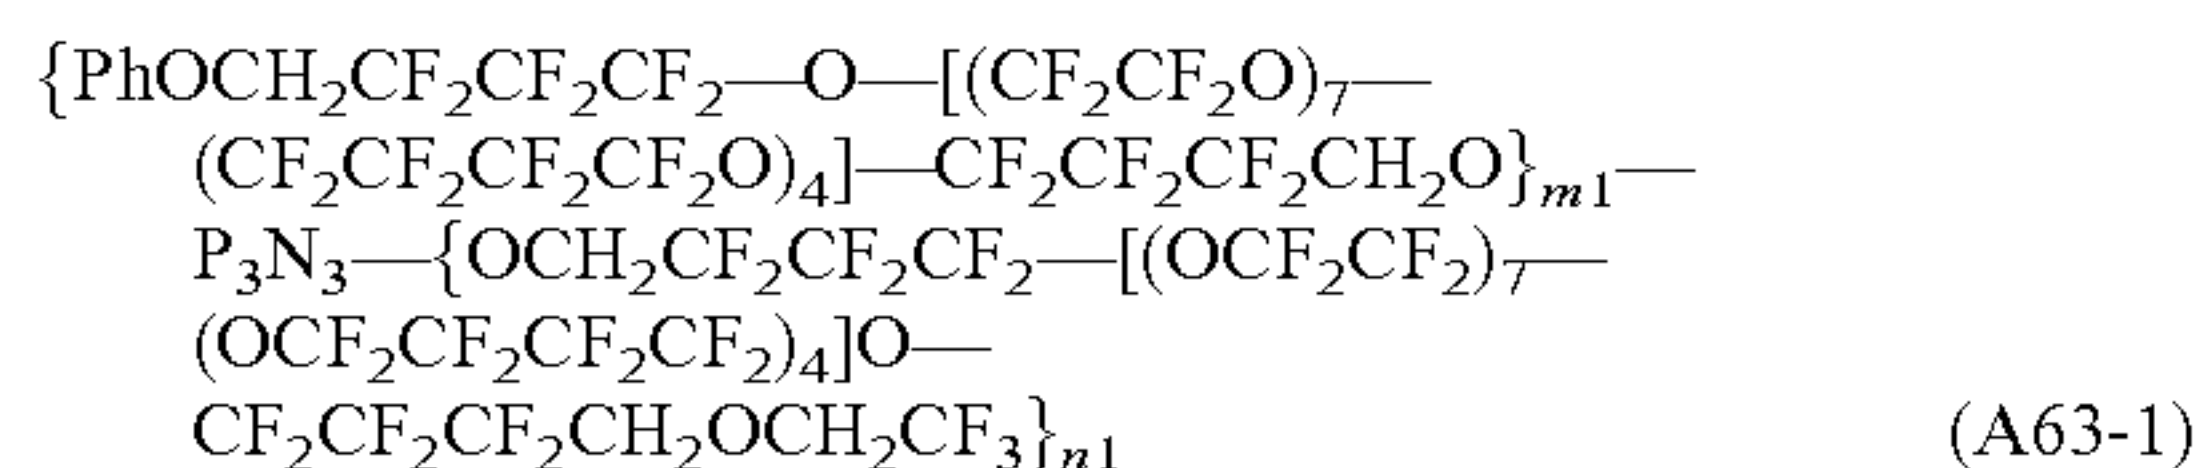 {PhOCH₂CF₂CF₂CF₂—O—[(CF₂CF₂O)₇—
(CF₂CF₂CF₂CF₂O)₄]—CF₂CF₂CF₂CH₂O}ₘ₁—
P₃N₃—{OCH₂CF₂CF₂CF₂—[(OCF₂CF₂)₇—
(OCF₂CF₂CF₂CF₂)₄]O—
CF₂CF₂CF₂CH₂OCH₂CF₃}ₙ₁ (A63-1)